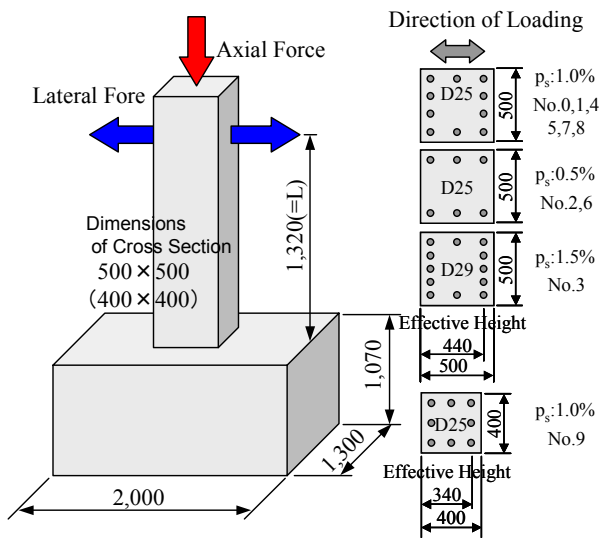 Direction of Loading
Axial Force
Lateral Fore
1,320(=L)
Dimensions
of Cross Section
500×500
(400×400)
1,070
1,300
2,000
D25
500
ps:1.0%
No.0,1,4
5,7,8
D25
500
ps:0.5%
No.2,6
D29
500
ps:1.5%
No.3
Effective Height
440
500
D25
400
ps:1.0%
No.9
Effective Height
340
400